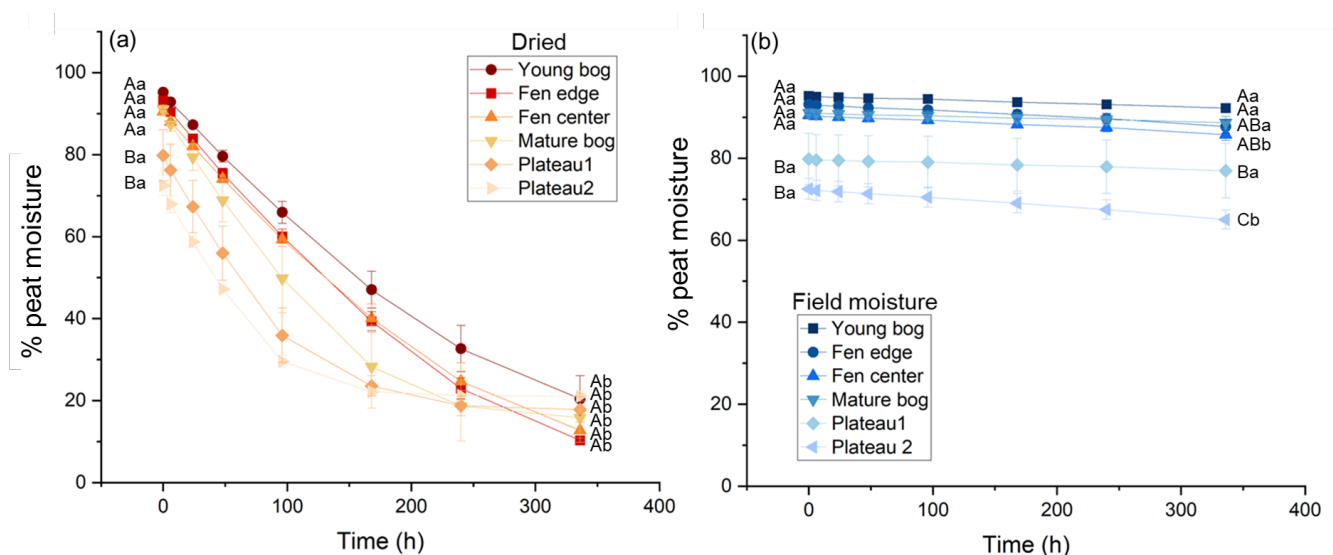 (a)
Dried
Young bog
Fen edge
Fen center
Mature bog
Plateau1
Plateau2
% peat moisture
100
80
60
40
20
0
Aa
Aa
Aa
Aa
Ba
Ba
Ab
Ab
Ab
Ab
Ab
Ab
0
100
200
300
400
Time (h)
(b)
Field moisture
Young bog
Fen edge
Fen center
Mature bog
Plateau1
Plateau 2
% peat moisture
100
80
60
40
20
0
Aa
Aa
Aa
Aa
Ba
Ba
Aa
Aa
ABa
ABb
Ba
Cb
0
100
200
300
400
Time (h)